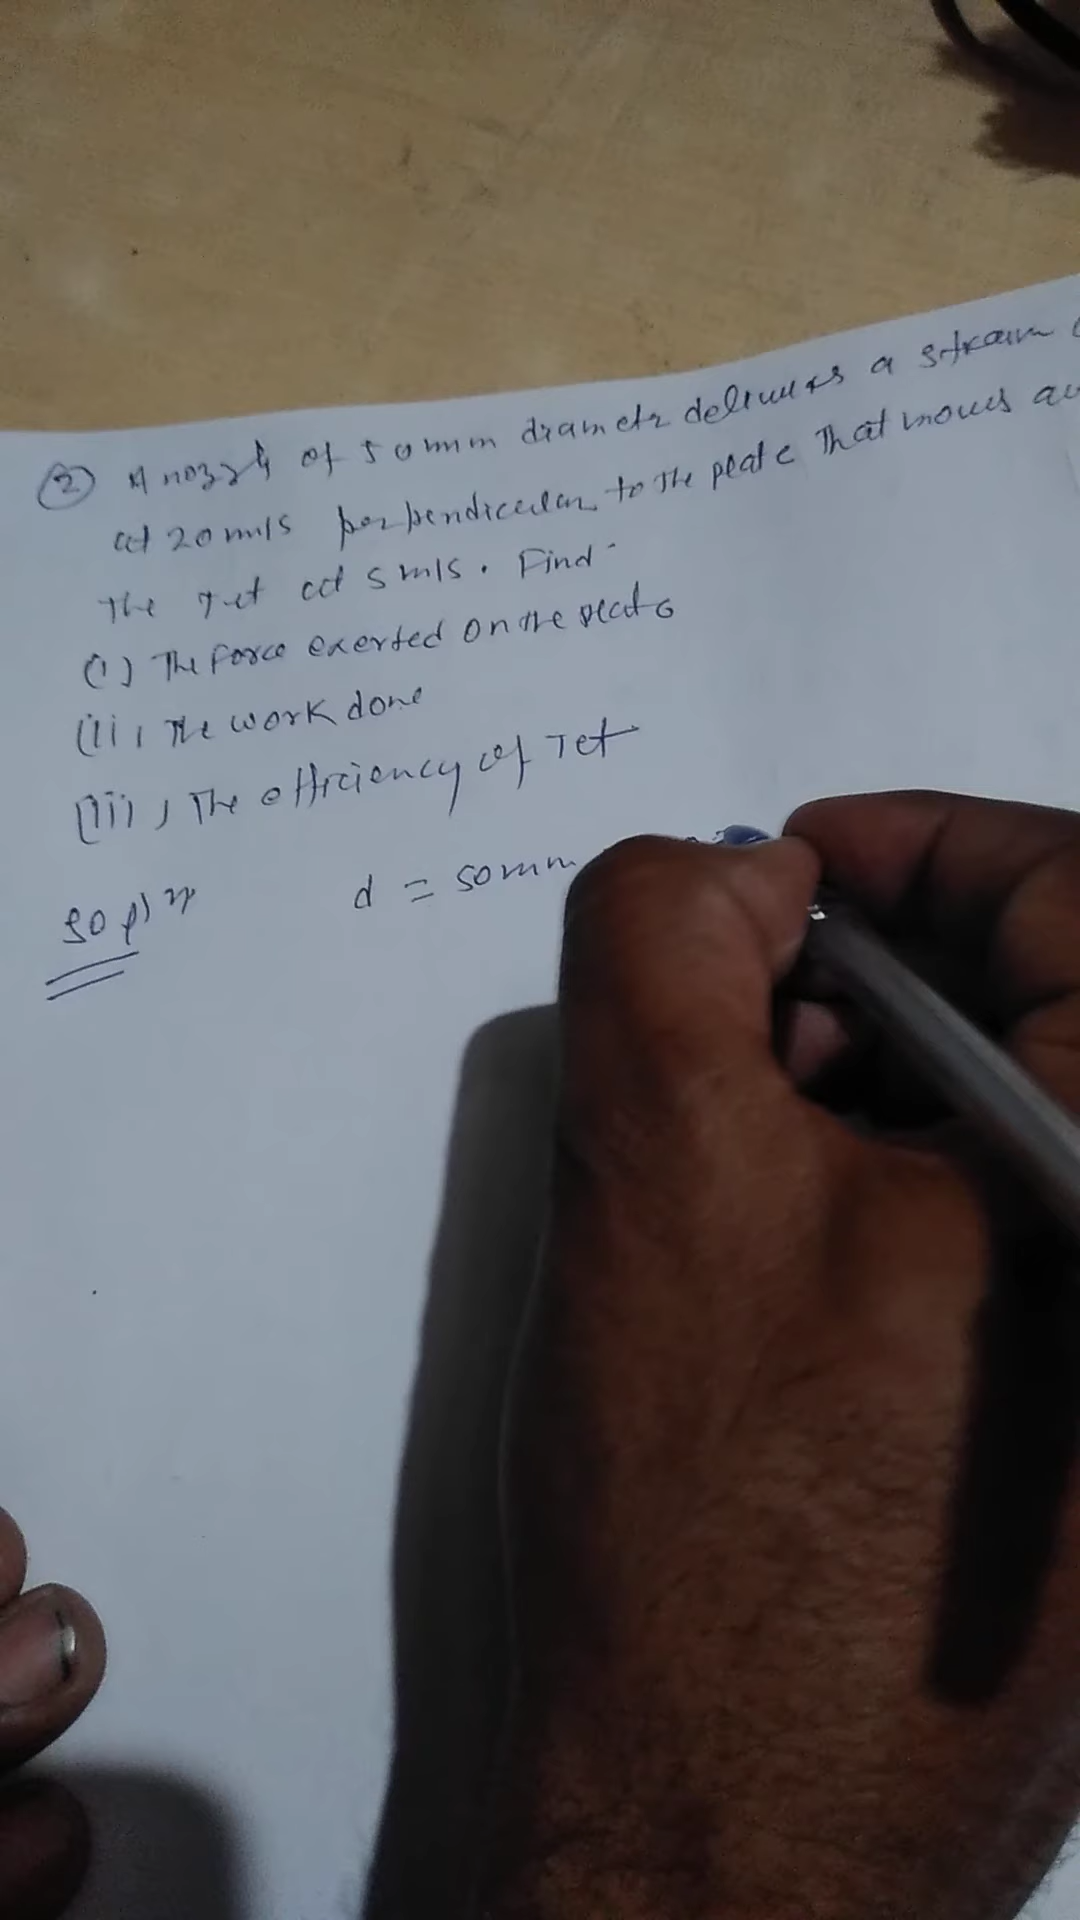 (2) A nozzle of 50mm diametr delivers a stream
at 20 m/s perpendicular to the plate that moves
the Jet at 5 m/s. Find
(i) The force exerted on the plate
(ii) The work done
(iii) The efficiency of Jet
Sol'n d = 50mm